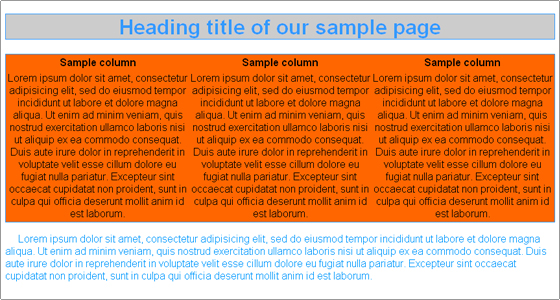 Heading title of our sample page
Sample column
Lorem ipsum dolor sit amet, consectetur
adipisicing elit, sed do eiusmod tempor
incididunt ut labore et dolore magna
aliqua. Ut enim ad minim veniam, quis
nostrud exercitation ullamco laboris nisi
ut aliquip ex ea commodo consequat.
Duis aute irure dolor in reprehenderit in
voluptate velit esse cillum dolore eu
fugiat nulla pariatur. Excepteur sint
occaecat cupidatat non proident, sunt in
culpa qui officia deserunt mollit anim id
est laborum.
Sample column
Lorem ipsum dolor sit amet, consectetur
adipisicing elit, sed do eiusmod tempor
incididunt ut labore et dolore magna
aliqua. Ut enim ad minim veniam, quis
nostrud exercitation ullamco laboris nisi
ut aliquip ex ea commodo consequat.
Duis aute irure dolor in reprehenderit in
voluptate velit esse cillum dolore eu
fugiat nulla pariatur. Excepteur sint
occaecat cupidatat non proident, sunt in
culpa qui officia deserunt mollit anim id
est laborum.
Sample column
Lorem ipsum dolor sit amet, consectetur
adipisicing elit, sed do eiusmod tempor
incididunt ut labore et dolore magna
aliqua. Ut enim ad minim veniam, quis
nostrud exercitation ullamco laboris nisi
ut aliquip ex ea commodo consequat.
Duis aute irure dolor in reprehenderit in
voluptate velit esse cillum dolore eu
fugiat nulla pariatur. Excepteur sint
occaecat cupidatat non proident, sunt in
culpa qui officia deserunt mollit anim id
est laborum.
Lorem ipsum dolor sit amet, consectetur adipisicing elit, sed do eiusmod tempor incididunt ut labore et dolore magna
aliqua. Ut enim ad minim veniam, quis nostrud exercitation ullamco laboris nisi ut aliquip ex ea commodo consequat.
Duis aute irure dolor in reprehenderit in voluptate velit esse cillum dolore eu fugiat nulla pariatur. Excepteur sint occaecat
cupidatat non proident, sunt in culpa qui officia deserunt mollit anim id est laborum.